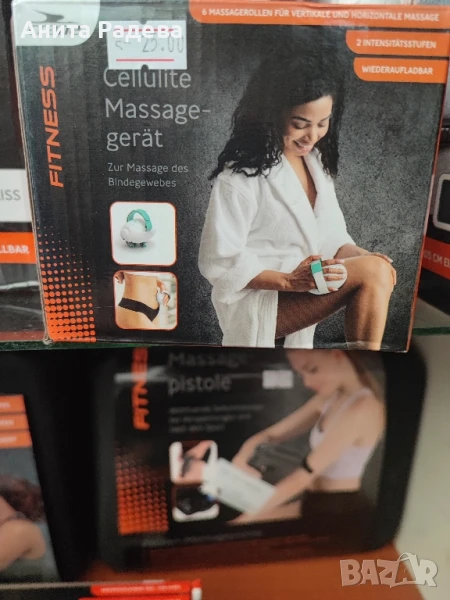 Анита Радева
6 MASSAGEROLLEN FÜR VERTIKALE UND HORIZONTALE MASSAGE
2 INTENSITÄTSSTUFEN
WIEDERAUFLADBAR
25.00
FITNESS
Cellulite
Massage-
gerät
Zur Massage des
Bindegewebes
FITNESS
Massage
pistole
BAZAR